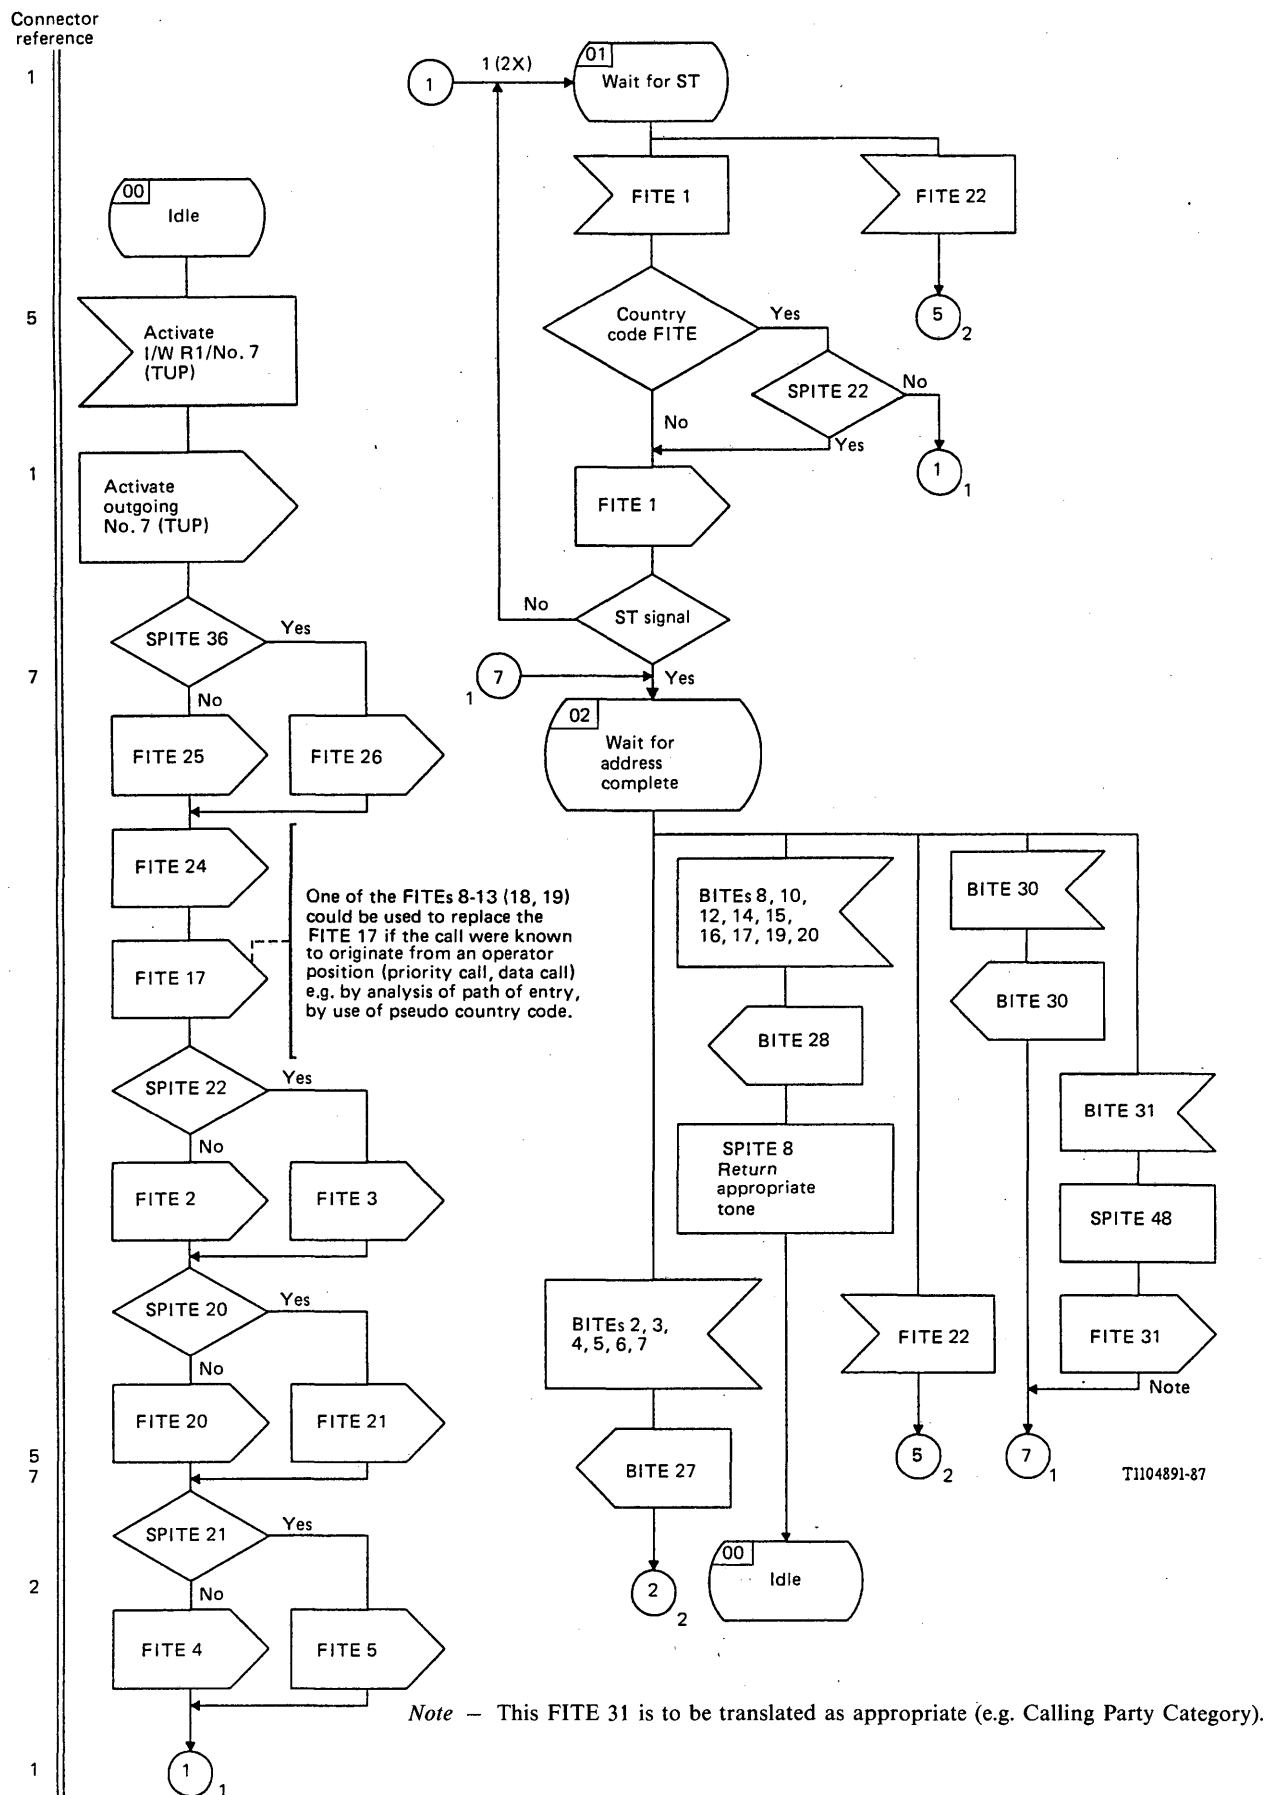 Connector
reference
1
5
1
7
5
7
2
1
00
Idle
Activate
I/W R1/No. 7
(TUP)
Activate
outgoing
No. 7 (TUP)
SPITE 36
Yes
No
FITE 25
FITE 26
FITE 24
FITE 17
One of the FITEs 8-13 (18, 19)
could be used to replace the
FITE 17 if the call were known
to originate from an operator
position (priority call, data call)
e.g. by analysis of path of entry,
by use of pseudo country code.
SPITE 22
Yes
No
FITE 2
FITE 3
SPITE 20
Yes
No
FITE 20
FITE 21
SPITE 21
Yes
No
FITE 4
FITE 5
1
1
1
1 (2X)
01
Wait for ST
FITE 1
FITE 22
5
2
Country
code FITE
Yes
No
SPITE 22
No
Yes
1
1
FITE 1
ST signal
No
Yes
7
1
02
Wait for
address
complete
BITEs 2, 3,
4, 5, 6, 7
BITE 27
2
2
BITEs 8, 10,
12, 14, 15,
16, 17, 19, 20
BITE 28
SPITE 8
Return
appropriate
tone
00
Idle
FITE 22
5
2
BITE 30
BITE 30
7
1
BITE 31
SPITE 48
FITE 31
Note
T1104891-87
Note – This FITE 31 is to be translated as appropriate (e.g. Calling Party Category).